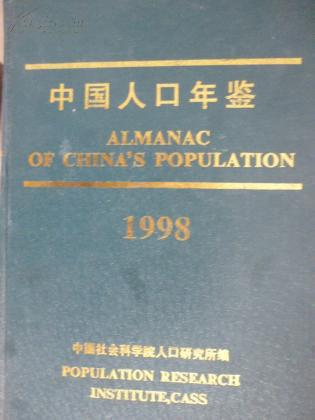 中国人口年鉴
ALMANAC
OF CHINA'S POPULATION
1998
中国社会科学院人口研究所编
POPULATION RESEARCH
INSTITUTE,CASS